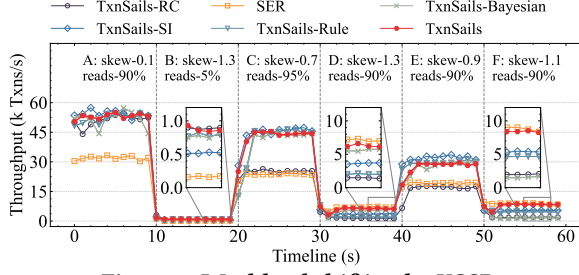 TxnSails-RC SER TxnSails-Bayesian
TxnSails-SI TxnSails-Rule TxnSails
A: skew-0.1 B: skew-1.3 C: skew-0.7 D: skew-1.3 E: skew-0.9 F: skew-1.1
reads-90% reads-5% reads-95% reads-90% reads-90% reads-90%
Throughput (k Txns/s)
60
45
30
15
0
1.0
0.5
0.0
10
5
0
10
5
0
0 10 20 30 40 50 60
Timeline (s)